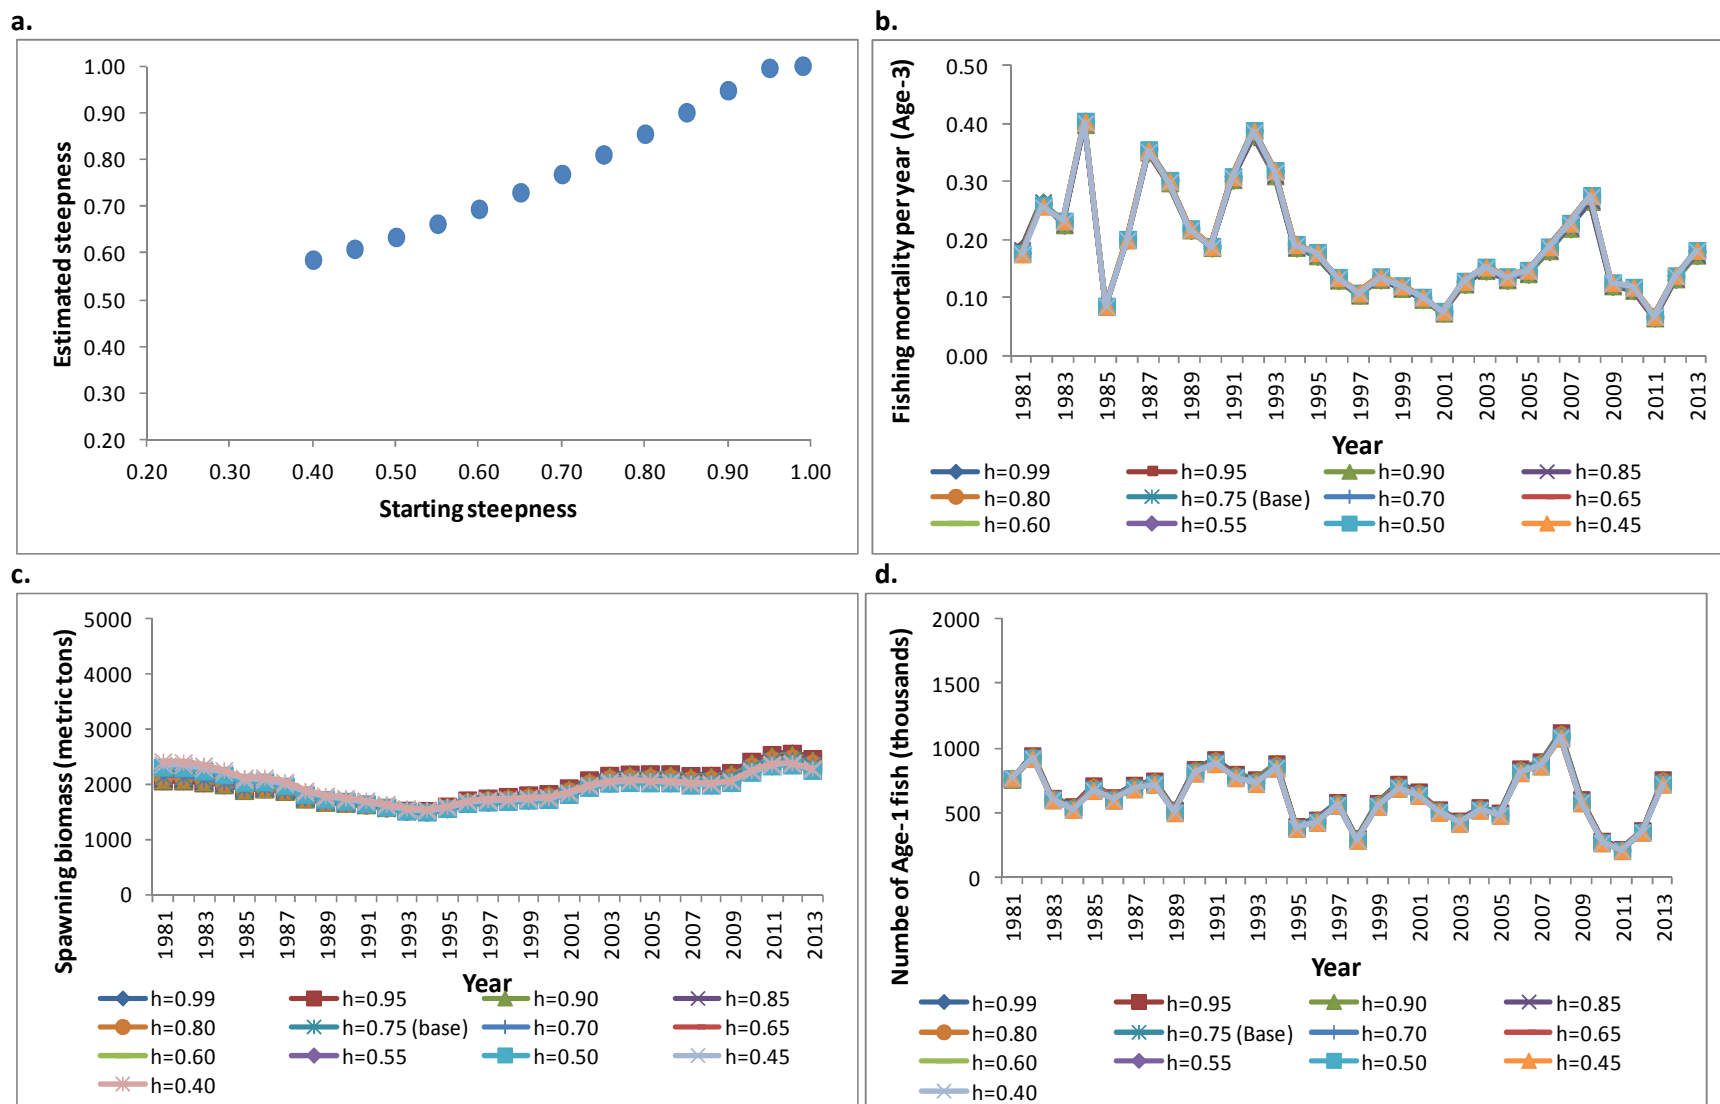 a.
Estimated steepness
1.00
0.90
0.80
0.70
0.60
0.50
0.40
0.30
0.20
0.20 0.30 0.40 0.50 0.60 0.70 0.80 0.90 1.00
Starting steepness
b.
Fishing mortality per year (Age-3)
0.50
0.40
0.30
0.20
0.10
0.00
1981 1983 1985 1987 1989 1991 1993 1995 1997 1999 2001 2003 2005 2007 2009 2011 2013
Year
h=0.99 h=0.95 h=0.90 h=0.85
h=0.80 h=0.75 (Base) h=0.70 h=0.65
h=0.60 h=0.55 h=0.50 h=0.45
c.
Spawning biomass (metric tons)
5000
4000
3000
2000
1000
0
1981 1983 1985 1987 1989 1991 1993 1995 1997 1999 2001 2003 2005 2007 2009 2011 2013
Year
h=0.99 h=0.95 h=0.90 h=0.85
h=0.80 h=0.75 (base) h=0.70 h=0.65
h=0.60 h=0.55 h=0.50 h=0.45
h=0.40
d.
Numbe of Age-1 fish (thousands)
2000
1500
1000
500
0
1981 1983 1985 1987 1989 1991 1993 1995 1997 1999 2001 2003 2005 2007 2009 2011 2013
Year
h=0.99 h=0.95 h=0.90 h=0.85
h=0.80 h=0.75 (Base) h=0.70 h=0.65
h=0.60 h=0.55 h=0.50 h=0.45
h=0.40